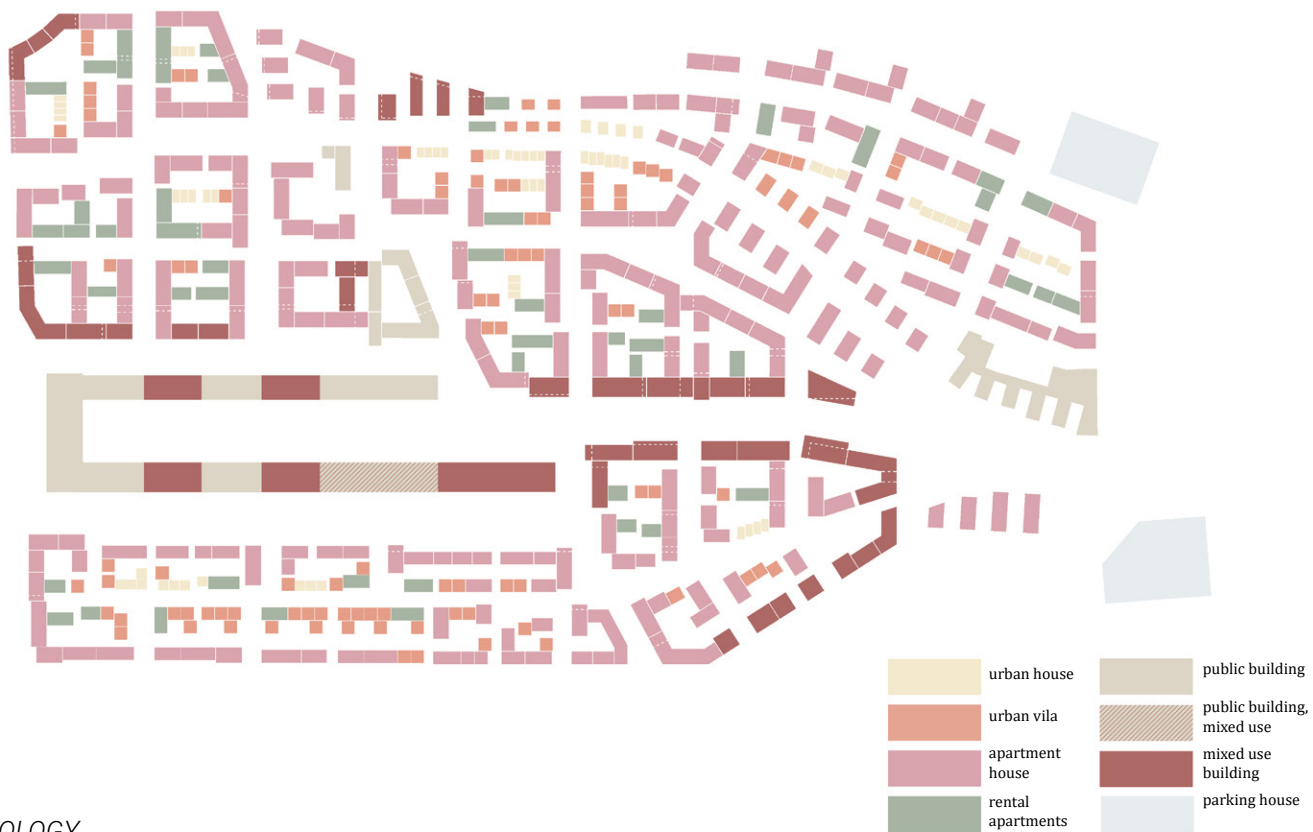 urban house
urban vila
apartment
house
rental
apartments
public building
public building,
mixed use
mixed use
building
parking house
OLOGY